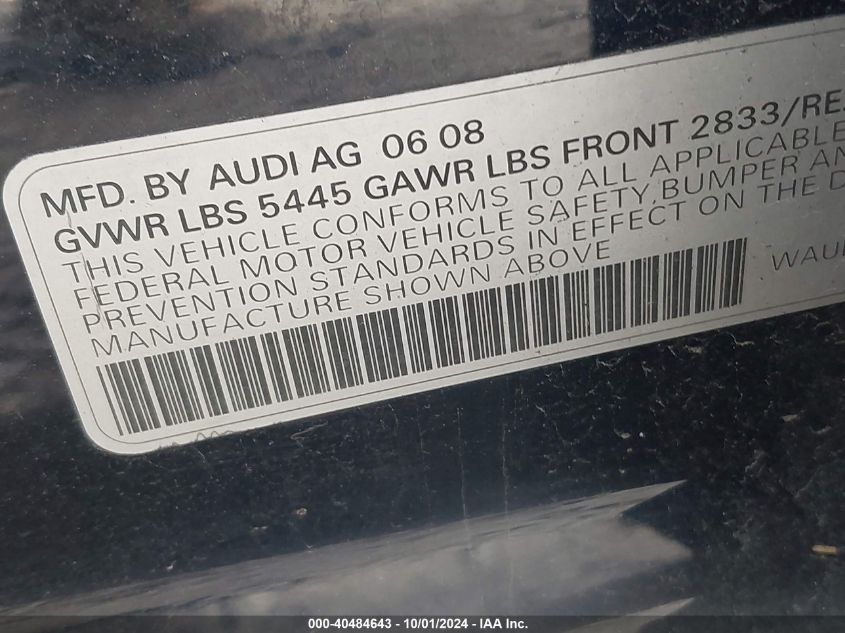 MFD. BY AUDI AG 06 08
GVWR LBS 5445 GAWR LBS FRONT 2833/REA
THIS VEHICLE CONFORMS TO ALL APPLICABLE
FEDERAL MOTOR VEHICLE SAFETY, BUMPER AN
PREVENTION STANDARDS IN EFFECT ON THE D
MANUFACTURE SHOWN ABOVE
WAU
000-40484643 - 10/01/2024 - IAA Inc.